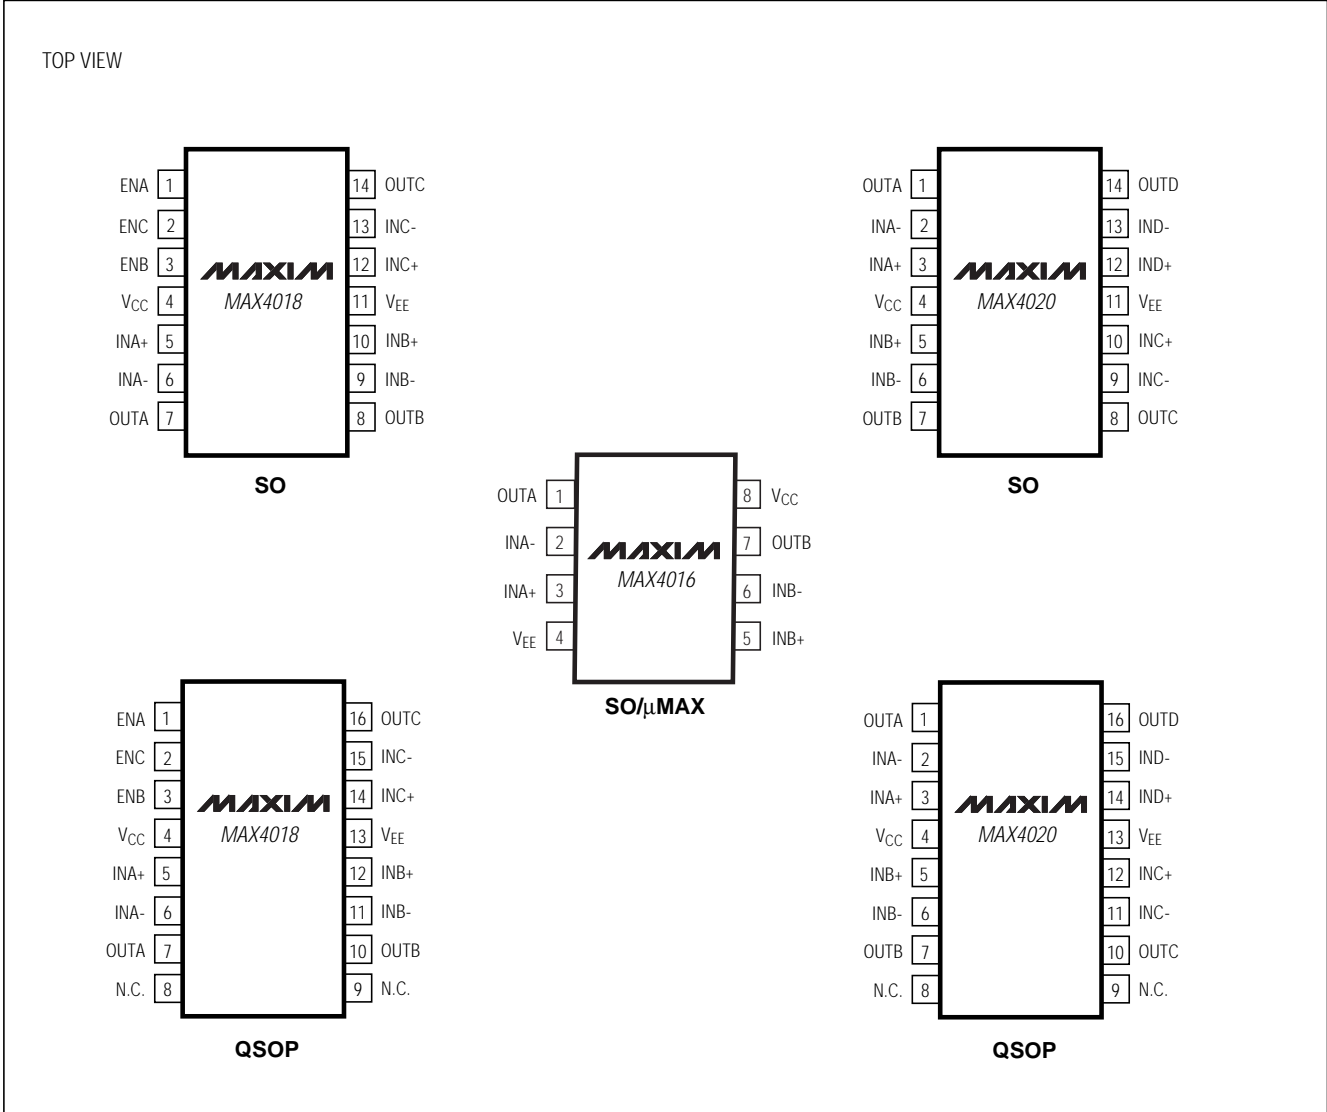 TOP VIEW
ENA 1 14 OUTC
ENC 2 13 INC-
ENB 3 12 INC+
VCC 4 11 VEE
INA+ 5 10 INB+
INA- 6 9 INB-
OUTA 7 8 OUTB
MAXIM
MAX4018
SO
OUTA 1 14 OUTD
INA- 2 13 IND-
INA+ 3 12 IND+
VCC 4 11 VEE
INB+ 5 10 INC+
INB- 6 9 INC-
OUTB 7 8 OUTC
MAXIM
MAX4020
SO
OUTA 1 8 VCC
INA- 2 7 OUTB
INA+ 3 6 INB-
VEE 4 5 INB+
MAXIM
MAX4016
SO/µMAX
ENA 1 16 OUTC
ENC 2 15 INC-
ENB 3 14 INC+
VCC 4 13 VEE
INA+ 5 12 INB+
INA- 6 11 INB-
OUTA 7 10 OUTB
N.C. 8 9 N.C.
MAXIM
MAX4018
QSOP
OUTA 1 16 OUTD
INA- 2 15 IND-
INA+ 3 14 IND+
VCC 4 13 VEE
INB+ 5 12 INC+
INB- 6 11 INC-
OUTB 7 10 OUTC
N.C. 8 9 N.C.
MAXIM
MAX4020
QSOP